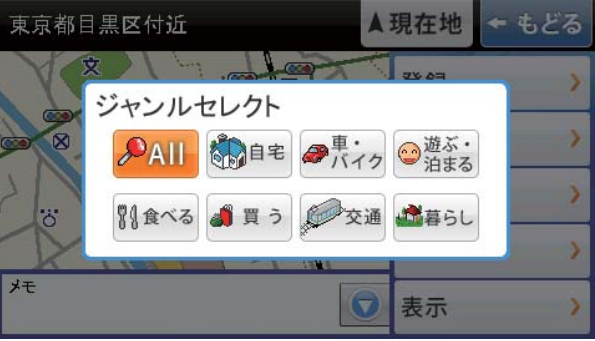 東京都目黒区付近
現在地
もどる
登録
ジャンルセレクト
All
自宅
車・
バイク
遊ぶ・
泊まる
食べる
買う
交通
暮らし
メモ
表示